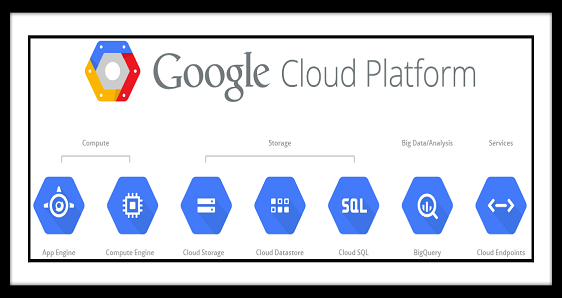 Google Cloud Platform
Compute Storage Big Data/Analysis Services
SQL
App Engine Compute Engine Cloud Storage Cloud Datastore Cloud SQL BigQuery Cloud Endpoints